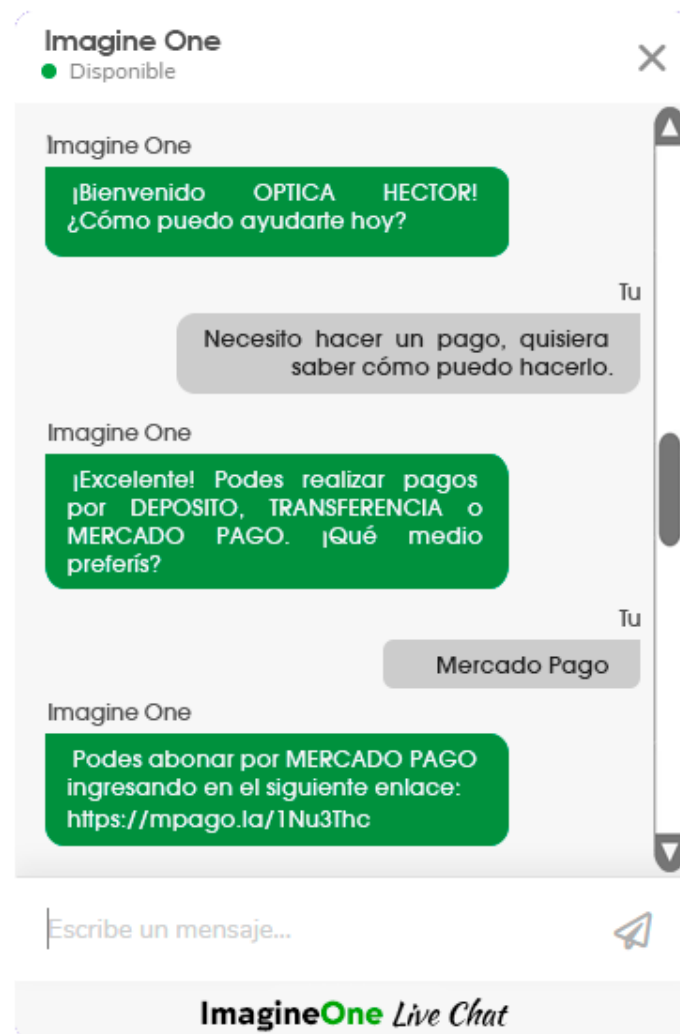 Imagine One
Disponible
Imagine One
¡Bienvenido OPTICA HECTOR!
¿Cómo puedo ayudarte hoy?
Tu
Necesito hacer un pago, quisiera
saber cómo puedo hacerlo.
Imagine One
¡Excelente! Podes realizar pagos
por DEPOSITO, TRANSFERENCIA o
MERCADO PAGO. ¡Qué medio
preferís?
Tu
Mercado Pago
Imagine One
Podes abonar por MERCADO PAGO
ingresando en el siguiente enlace:
https://mpago.la/1Nu3Thc
Escribe un mensaje...
ImagineOne Live Chat